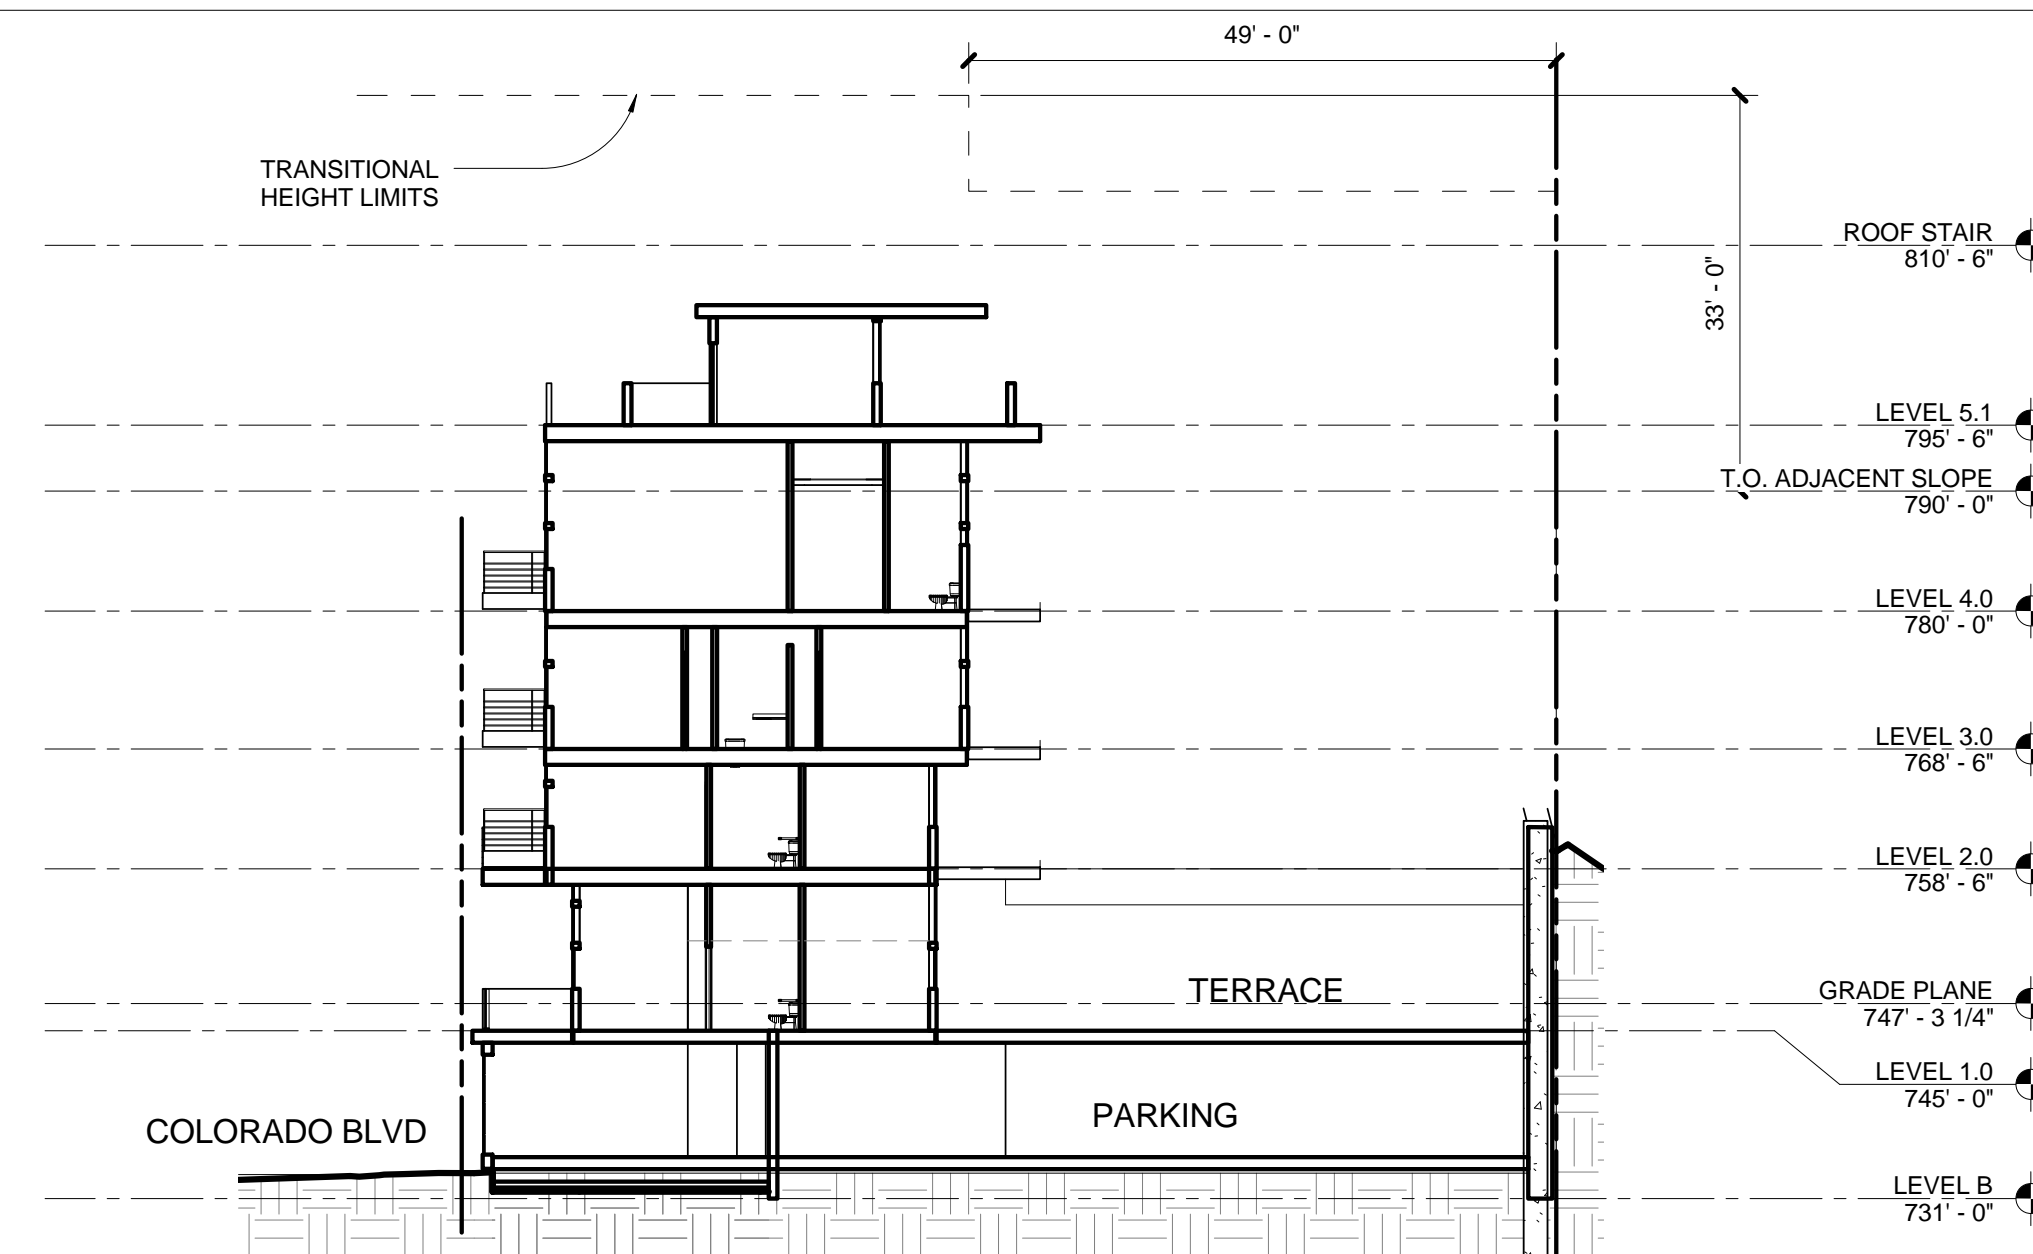 49' - 0"
TRANSITIONAL
HEIGHT LIMITS
ROOF STAIR
810' - 6"
33' - 0"
LEVEL 5.1
795' - 6"
T.O. ADJACENT SLOPE
790' - 0"
LEVEL 4.0
780' - 0"
LEVEL 3.0
768' - 6"
LEVEL 2.0
758' - 6"
TERRACE
GRADE PLANE
747' - 3 1/4"
LEVEL 1.0
745' - 0"
PARKING
COLORADO BLVD
LEVEL B
731' - 0"